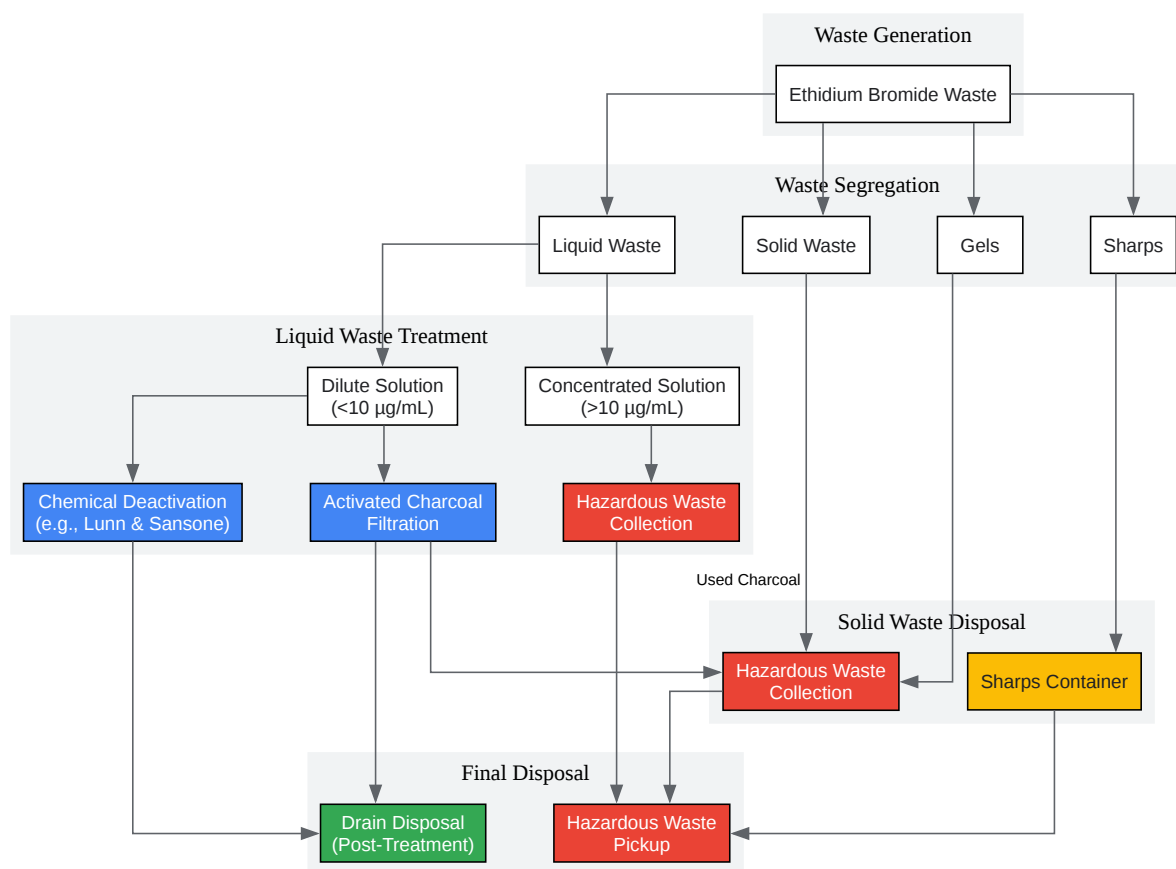 Waste Generation
Ethidium Bromide Waste
Waste Segregation
Liquid Waste
Solid Waste
Gels
Sharps
Liquid Waste Treatment
Dilute Solution
(<10 µg/mL)
Concentrated Solution
(>10 µg/mL)
Chemical Deactivation
(e.g., Lunn & Sansone)
Activated Charcoal
Filtration
Hazardous Waste
Collection
Used Charcoal
Solid Waste Disposal
Hazardous Waste
Collection
Sharps Container
Final Disposal
Drain Disposal
(Post-Treatment)
Hazardous Waste
Pickup